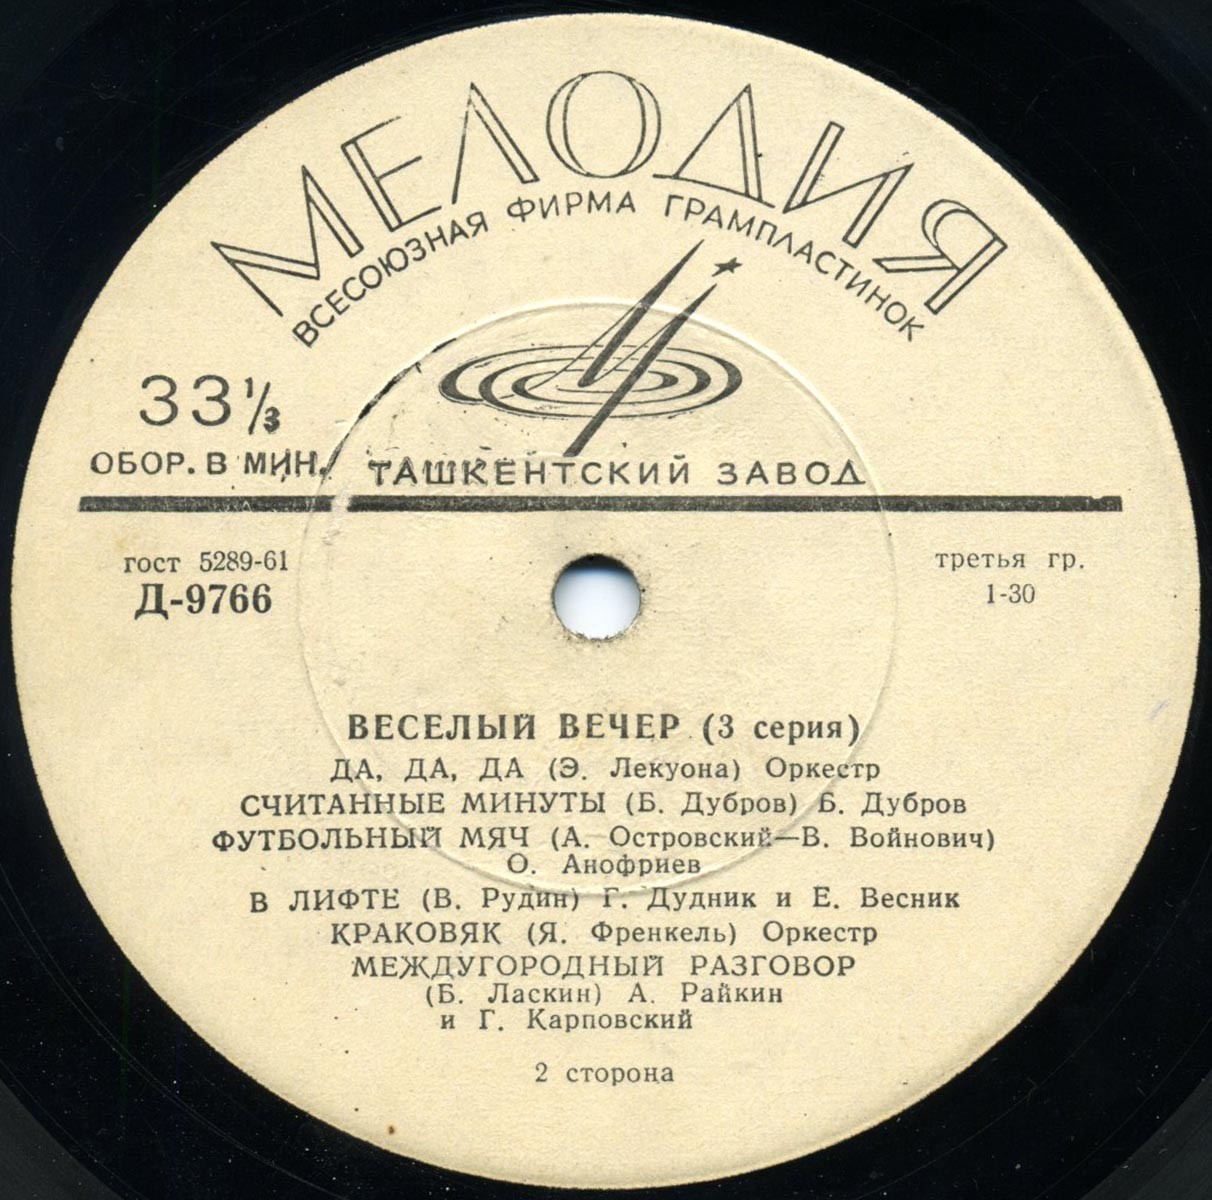 МЕЛОДИЯ
ВСЕСОЮЗНАЯ ФИРМА ГРАМПЛАСТИНОК
33 1/3
ОБОР. В МИН.
ТАШКЕНТСКИЙ ЗАВОД
гост 5289-61
Д-9766
третья гр.
1-30
ВЕСЕЛЫЙ ВЕЧЕР (3 серия)
ДА, ДА, ДА (Э. Лекуона) Оркестр
СЧИТАННЫЕ МИНУТЫ (Б. Дубров) Б. Дубров
ФУТБОЛЬНЫЙ МЯЧ (А. Островский—В. Войнович)
О. Анофриев
В ЛИФТЕ (В. Рудин) Г. Дудник и Е. Весник
КРАКОВЯК (Я. Френкель) Оркестр
МЕЖДУГОРОДНЫЙ РАЗГОВОР
(Б. Ласкин) А. Райкин
и Г. Карповский
2 сторона